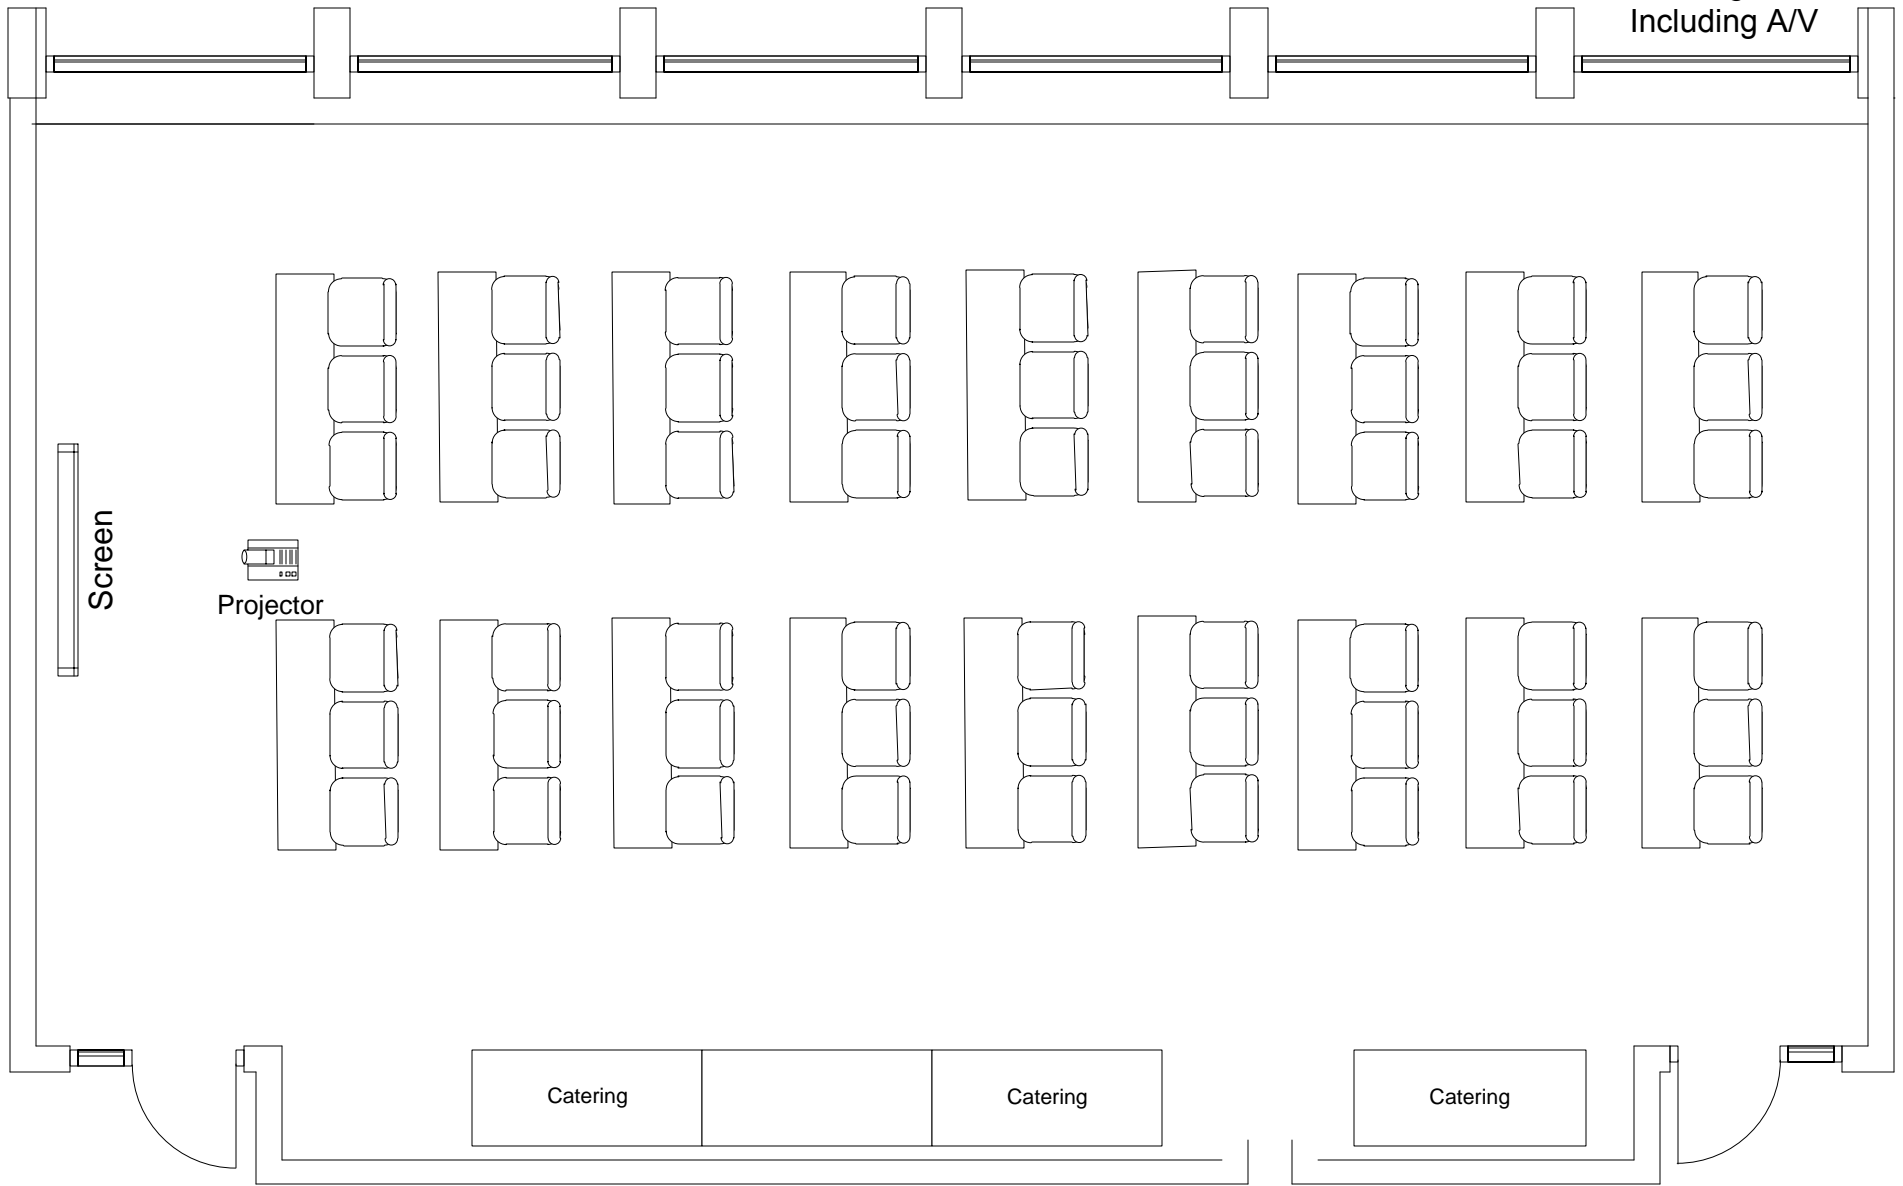 Including A/V
Screen
Projector
Catering
Catering
Catering